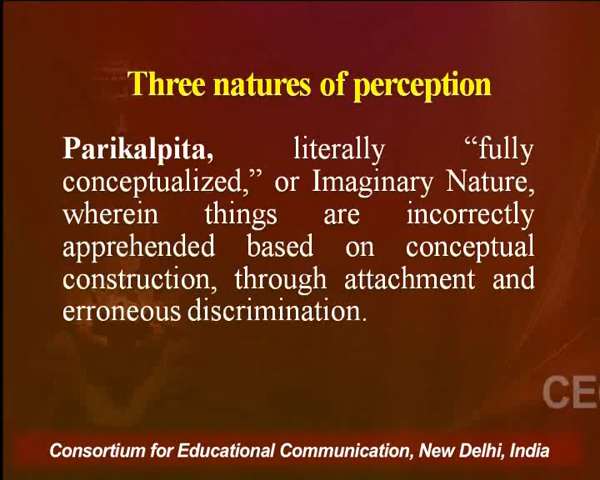 Three natures of perception
Parikalpita, literally “fully
conceptualized,” or Imaginary Nature,
wherein things are incorrectly
apprehended based on conceptual
construction, through attachment and
erroneous discrimination.
Consortium for Educational Communication, New Delhi, India